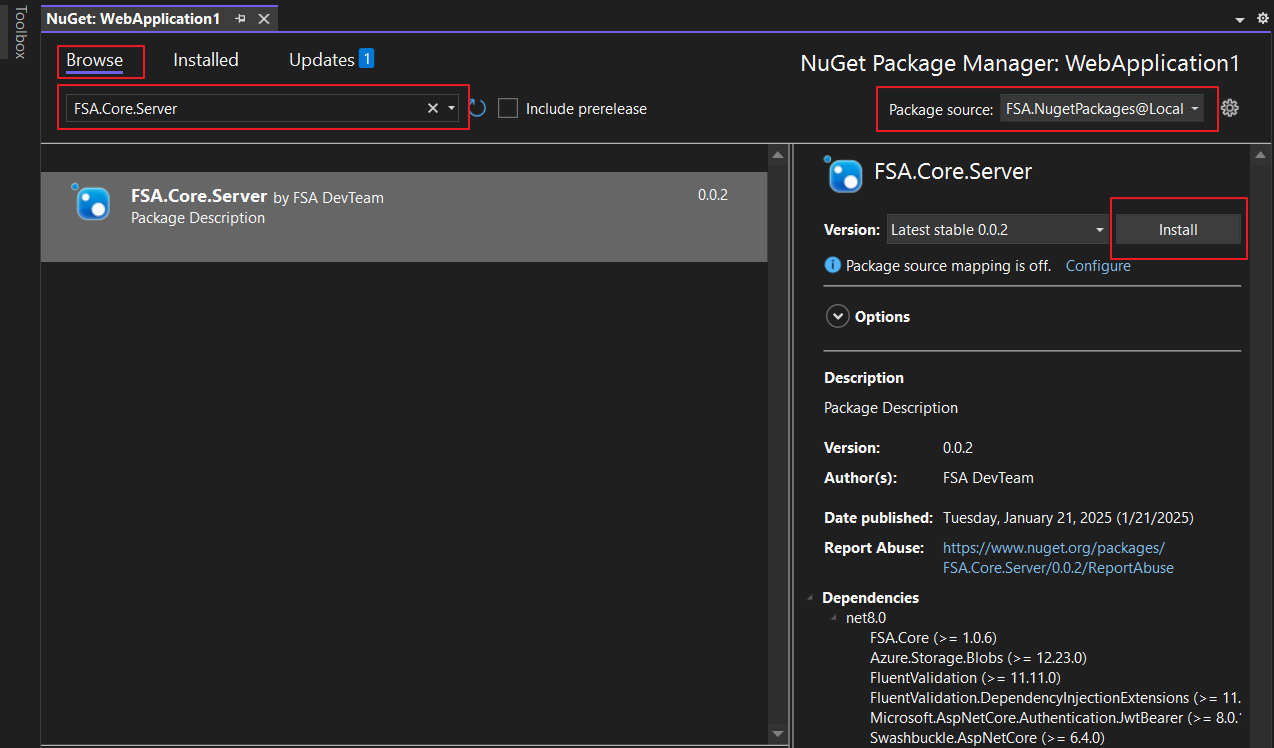 Toolbox
NuGet: WebApplication1
Browse Installed Updates 1
NuGet Package Manager: WebApplication1
FSA.Core.Server
Include prerelease
Package source: FSA.NugetPackages@Local
FSA.Core.Server by FSA DevTeam 0.0.2
Package Description
FSA.Core.Server
Version: Latest stable 0.0.2 Install
Package source mapping is off. Configure
Options
Description
Package Description
Version: 0.0.2
Author(s): FSA DevTeam
Date published: Tuesday, January 21, 2025 (1/21/2025)
Report Abuse: https://www.nuget.org/packages/
FSA.Core.Server/0.0.2/ReportAbuse
Dependencies
net8.0
FSA.Core (>= 1.0.6)
Azure.Storage.Blobs (>= 12.23.0)
FluentValidation (>= 11.11.0)
FluentValidation.DependencyInjectionExtensions (>= 11.
Microsoft.AspNetCore.Authentication.JwtBearer (>= 8.0.
Swashbuckle.AspNetCore (>= 6.4.0)